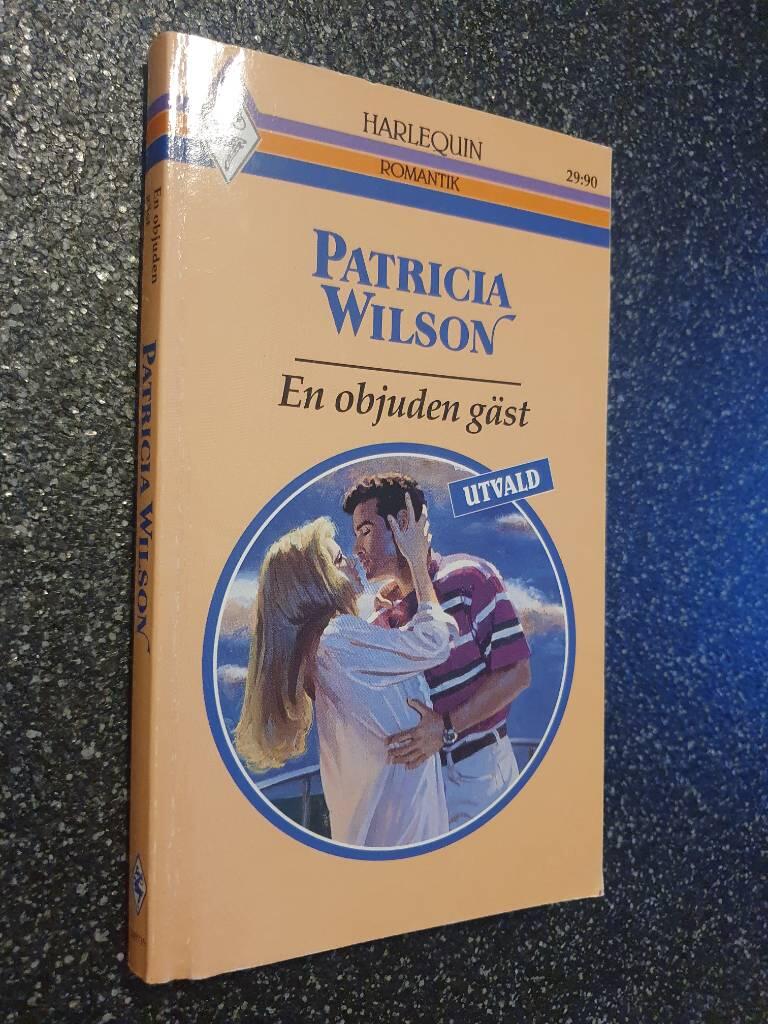 HARLEQUIN
ROMANTIK
29:90
PATRICIA
WILSON
En objuden gäst
UTVALD
En objuden
gäst
PATRICIA WILSON